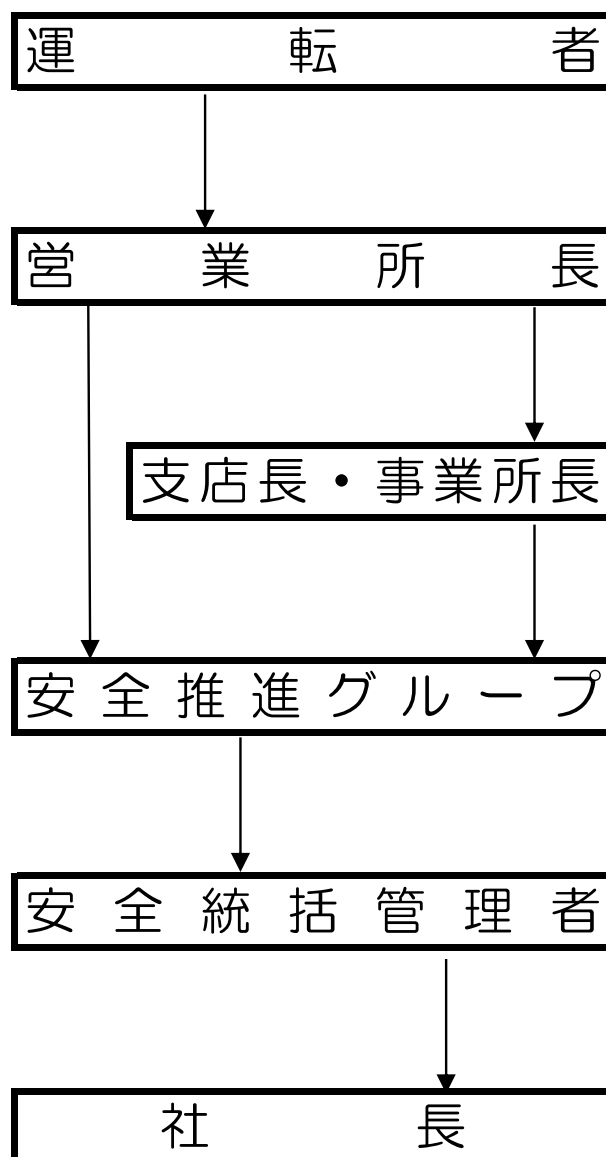 運転者
営業所長
支店長・事業所長
安全推進グループ
安全統括管理者
社長